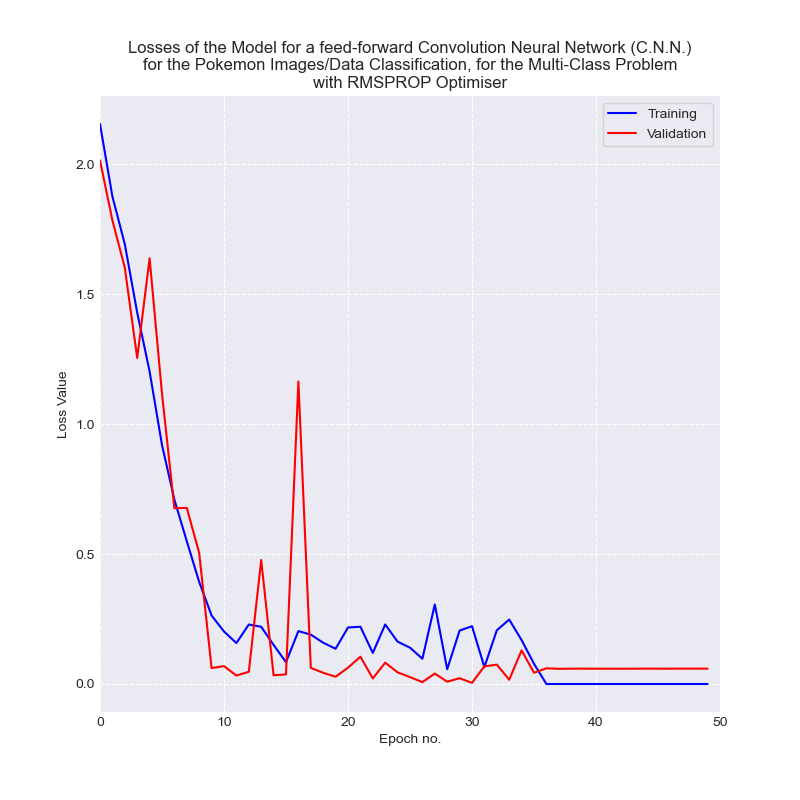 Losses of the Model for a feed-forward Convolution Neural Network (C.N.N.)
for the Pokemon Images/Data Classification, for the Multi-Class Problem
with RMSPROP Optimiser
Training
Validation
2.0
1.5
1.0
0.5
0.0
Loss Value
0 10 20 30 40 50
Epoch no.